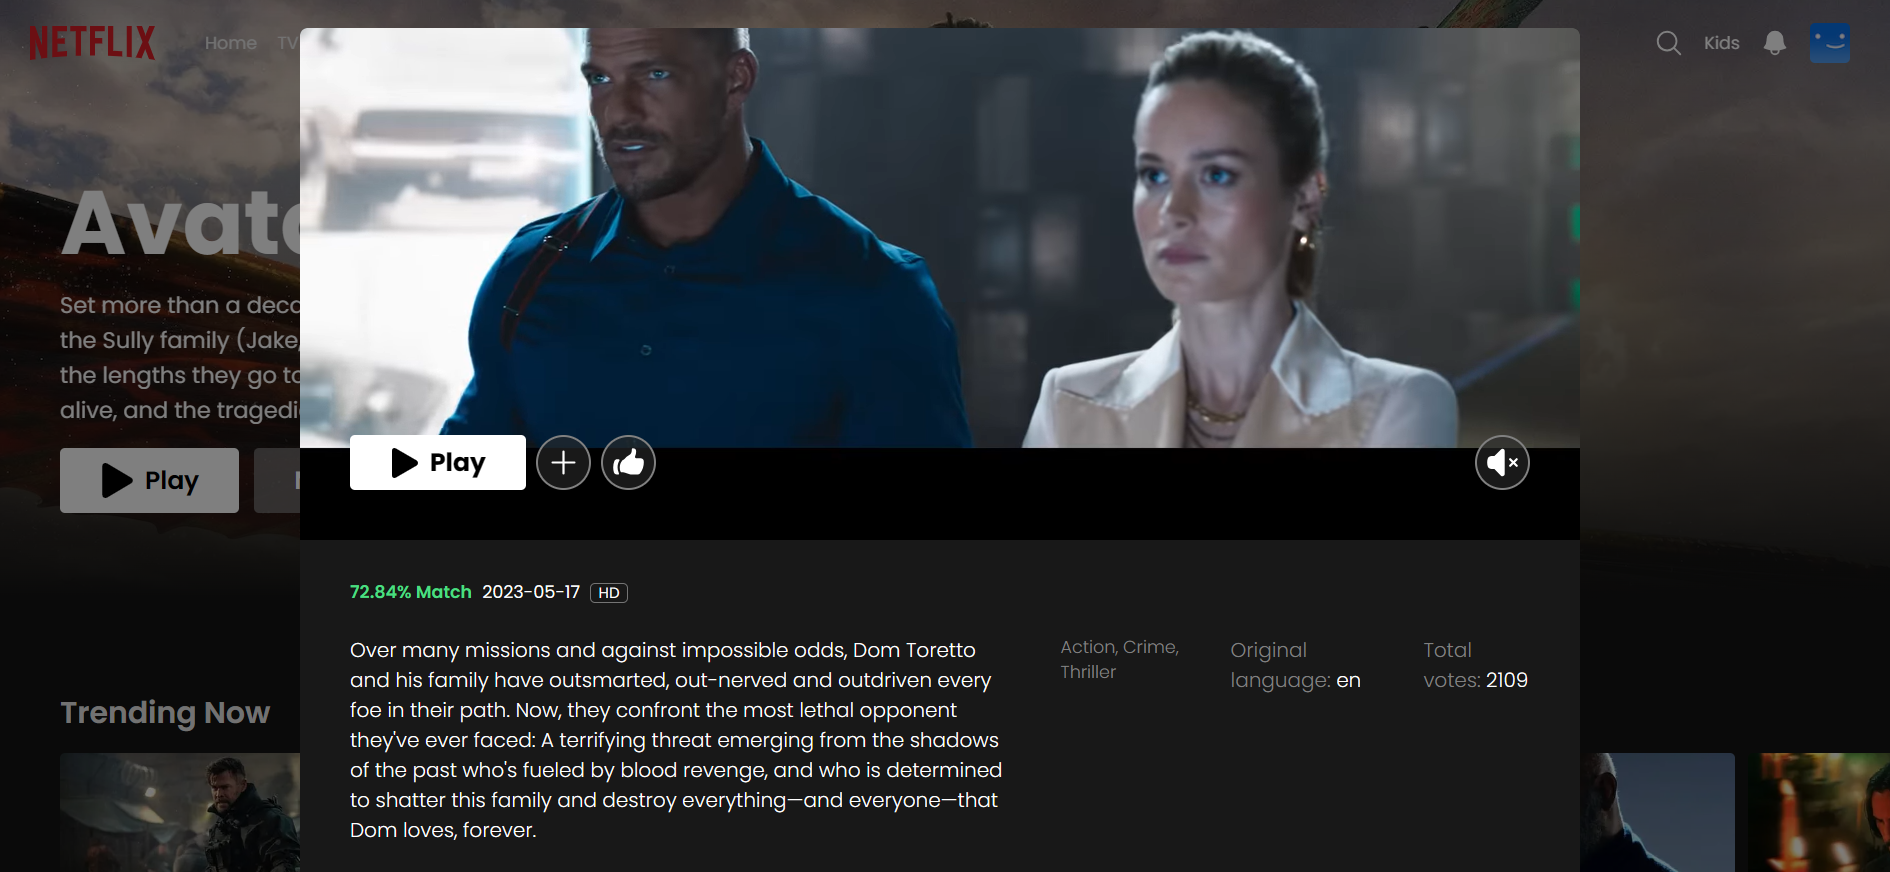 NETFLIX
Home TV
Kids
Avata
Set more than a deca
the Sully family (Jake,
the lengths they go to
alive, and the tragedi
Play
Play
72.84% Match 2023-05-17 HD
Over many missions and against impossible odds, Dom Toretto
and his family have outsmarted, out-nerved and outdriven every
foe in their path. Now, they confront the most lethal opponent
they've ever faced: A terrifying threat emerging from the shadows
of the past who's fueled by blood revenge, and who is determined
to shatter this family and destroy everything—and everyone—that
Dom loves, forever.
Action, Crime,
Thriller
Original
language: en
Total
votes: 2109
Trending Now